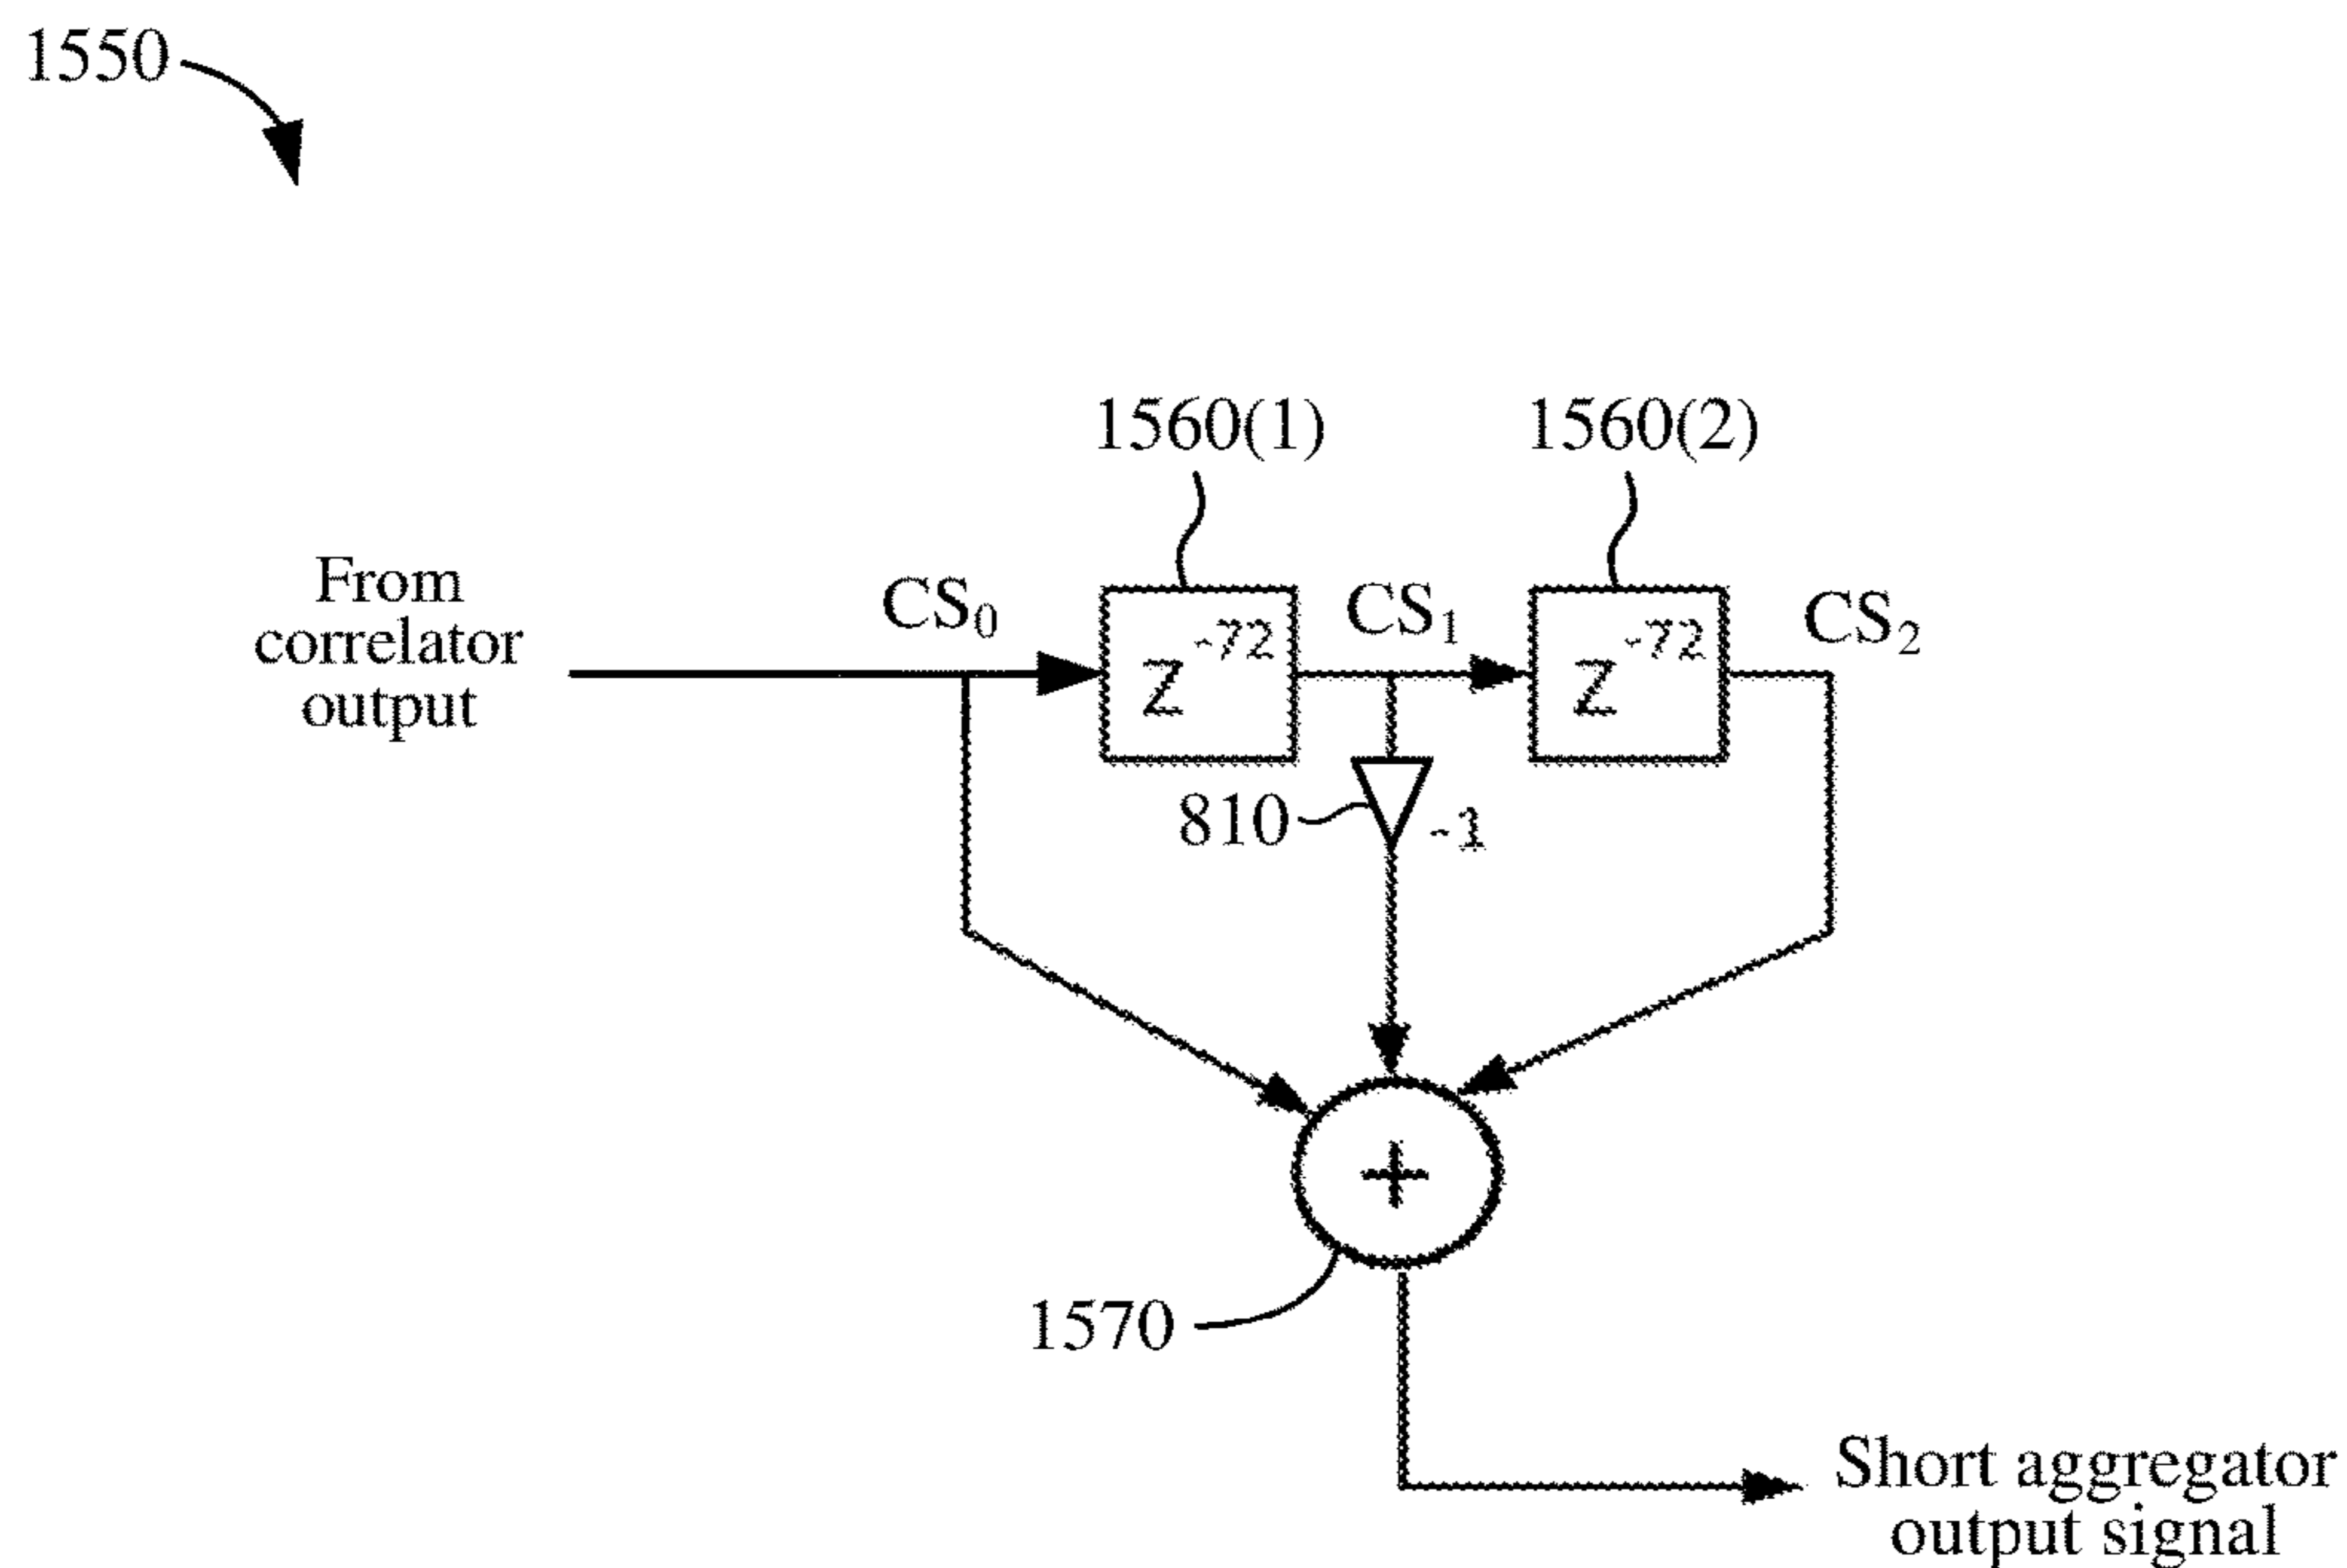 1550
1560(1)
1560(2)
From
correlator
output
CS₀
Z⁻⁷²
CS₁
Z⁻⁷²
CS₂
810
-1
+
1570
Short aggregator
output signal